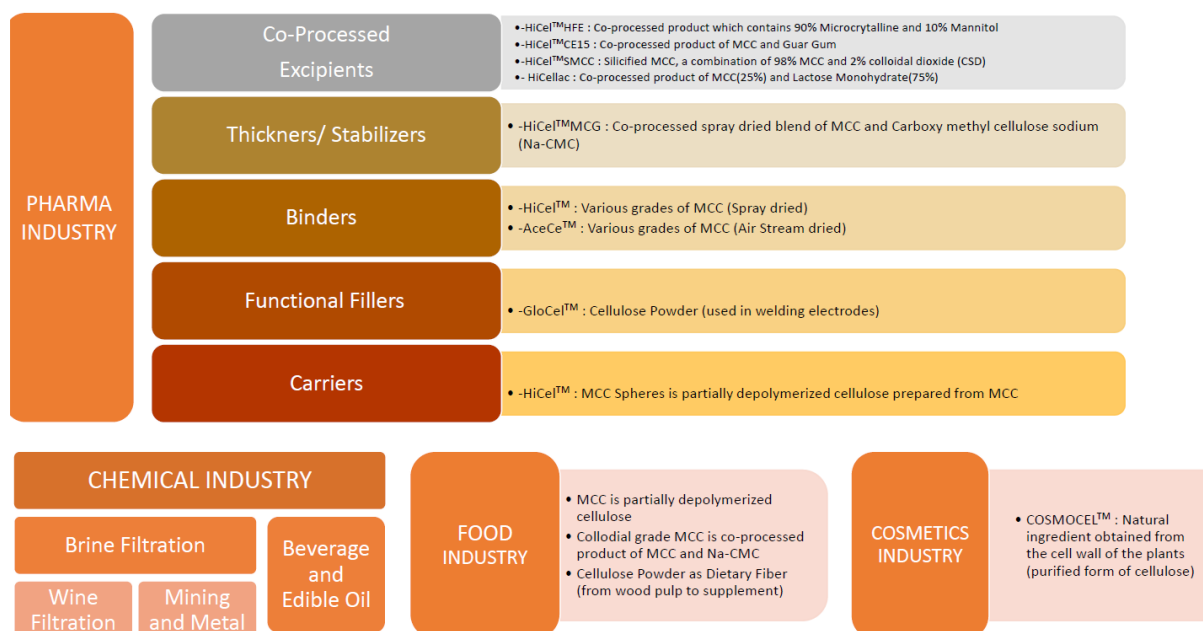 PHARMA
INDUSTRY
Co-Processed
Excipients
•-HiCel™HFE : Co-processed product which contains 90% Microcrytalline and 10% Mannitol
•-HiCel™CE15 : Co-processed product of MCC and Guar Gum
•-HiCel™SMCC : Silicified MCC, a combination of 98% MCC and 2% colloidal dioxide (CSD)
•- HiCellac : Co-processed product of MCC(25%) and Lactose Monohydrate(75%)
Thickners/ Stabilizers
• -HiCel™MCG : Co-processed spray dried blend of MCC and Carboxy methyl cellulose sodium
(Na-CMC)
Binders
• -HiCel™ : Various grades of MCC (Spray dried)
• -AceCe™ : Various grades of MCC (Air Stream dried)
Functional Fillers
• -GloCel™ : Cellulose Powder (used in welding electrodes)
Carriers
• -HiCel™ : MCC Spheres is partially depolymerized cellulose prepared from MCC
CHEMICAL INDUSTRY
Brine Filtration
Wine
Filtration
Mining
and Metal
Beverage
and
Edible Oil
FOOD
INDUSTRY
• MCC is partially depolymerized
cellulose
• Collodial grade MCC is co-processed
product of MCC and Na-CMC
• Cellulose Powder as Dietary Fiber
(from wood pulp to supplement)
COSMETICS
INDUSTRY
• COSMOCEL™ : Natural
ingredient obtained from
the cell wall of the plants
(purified form of cellulose)